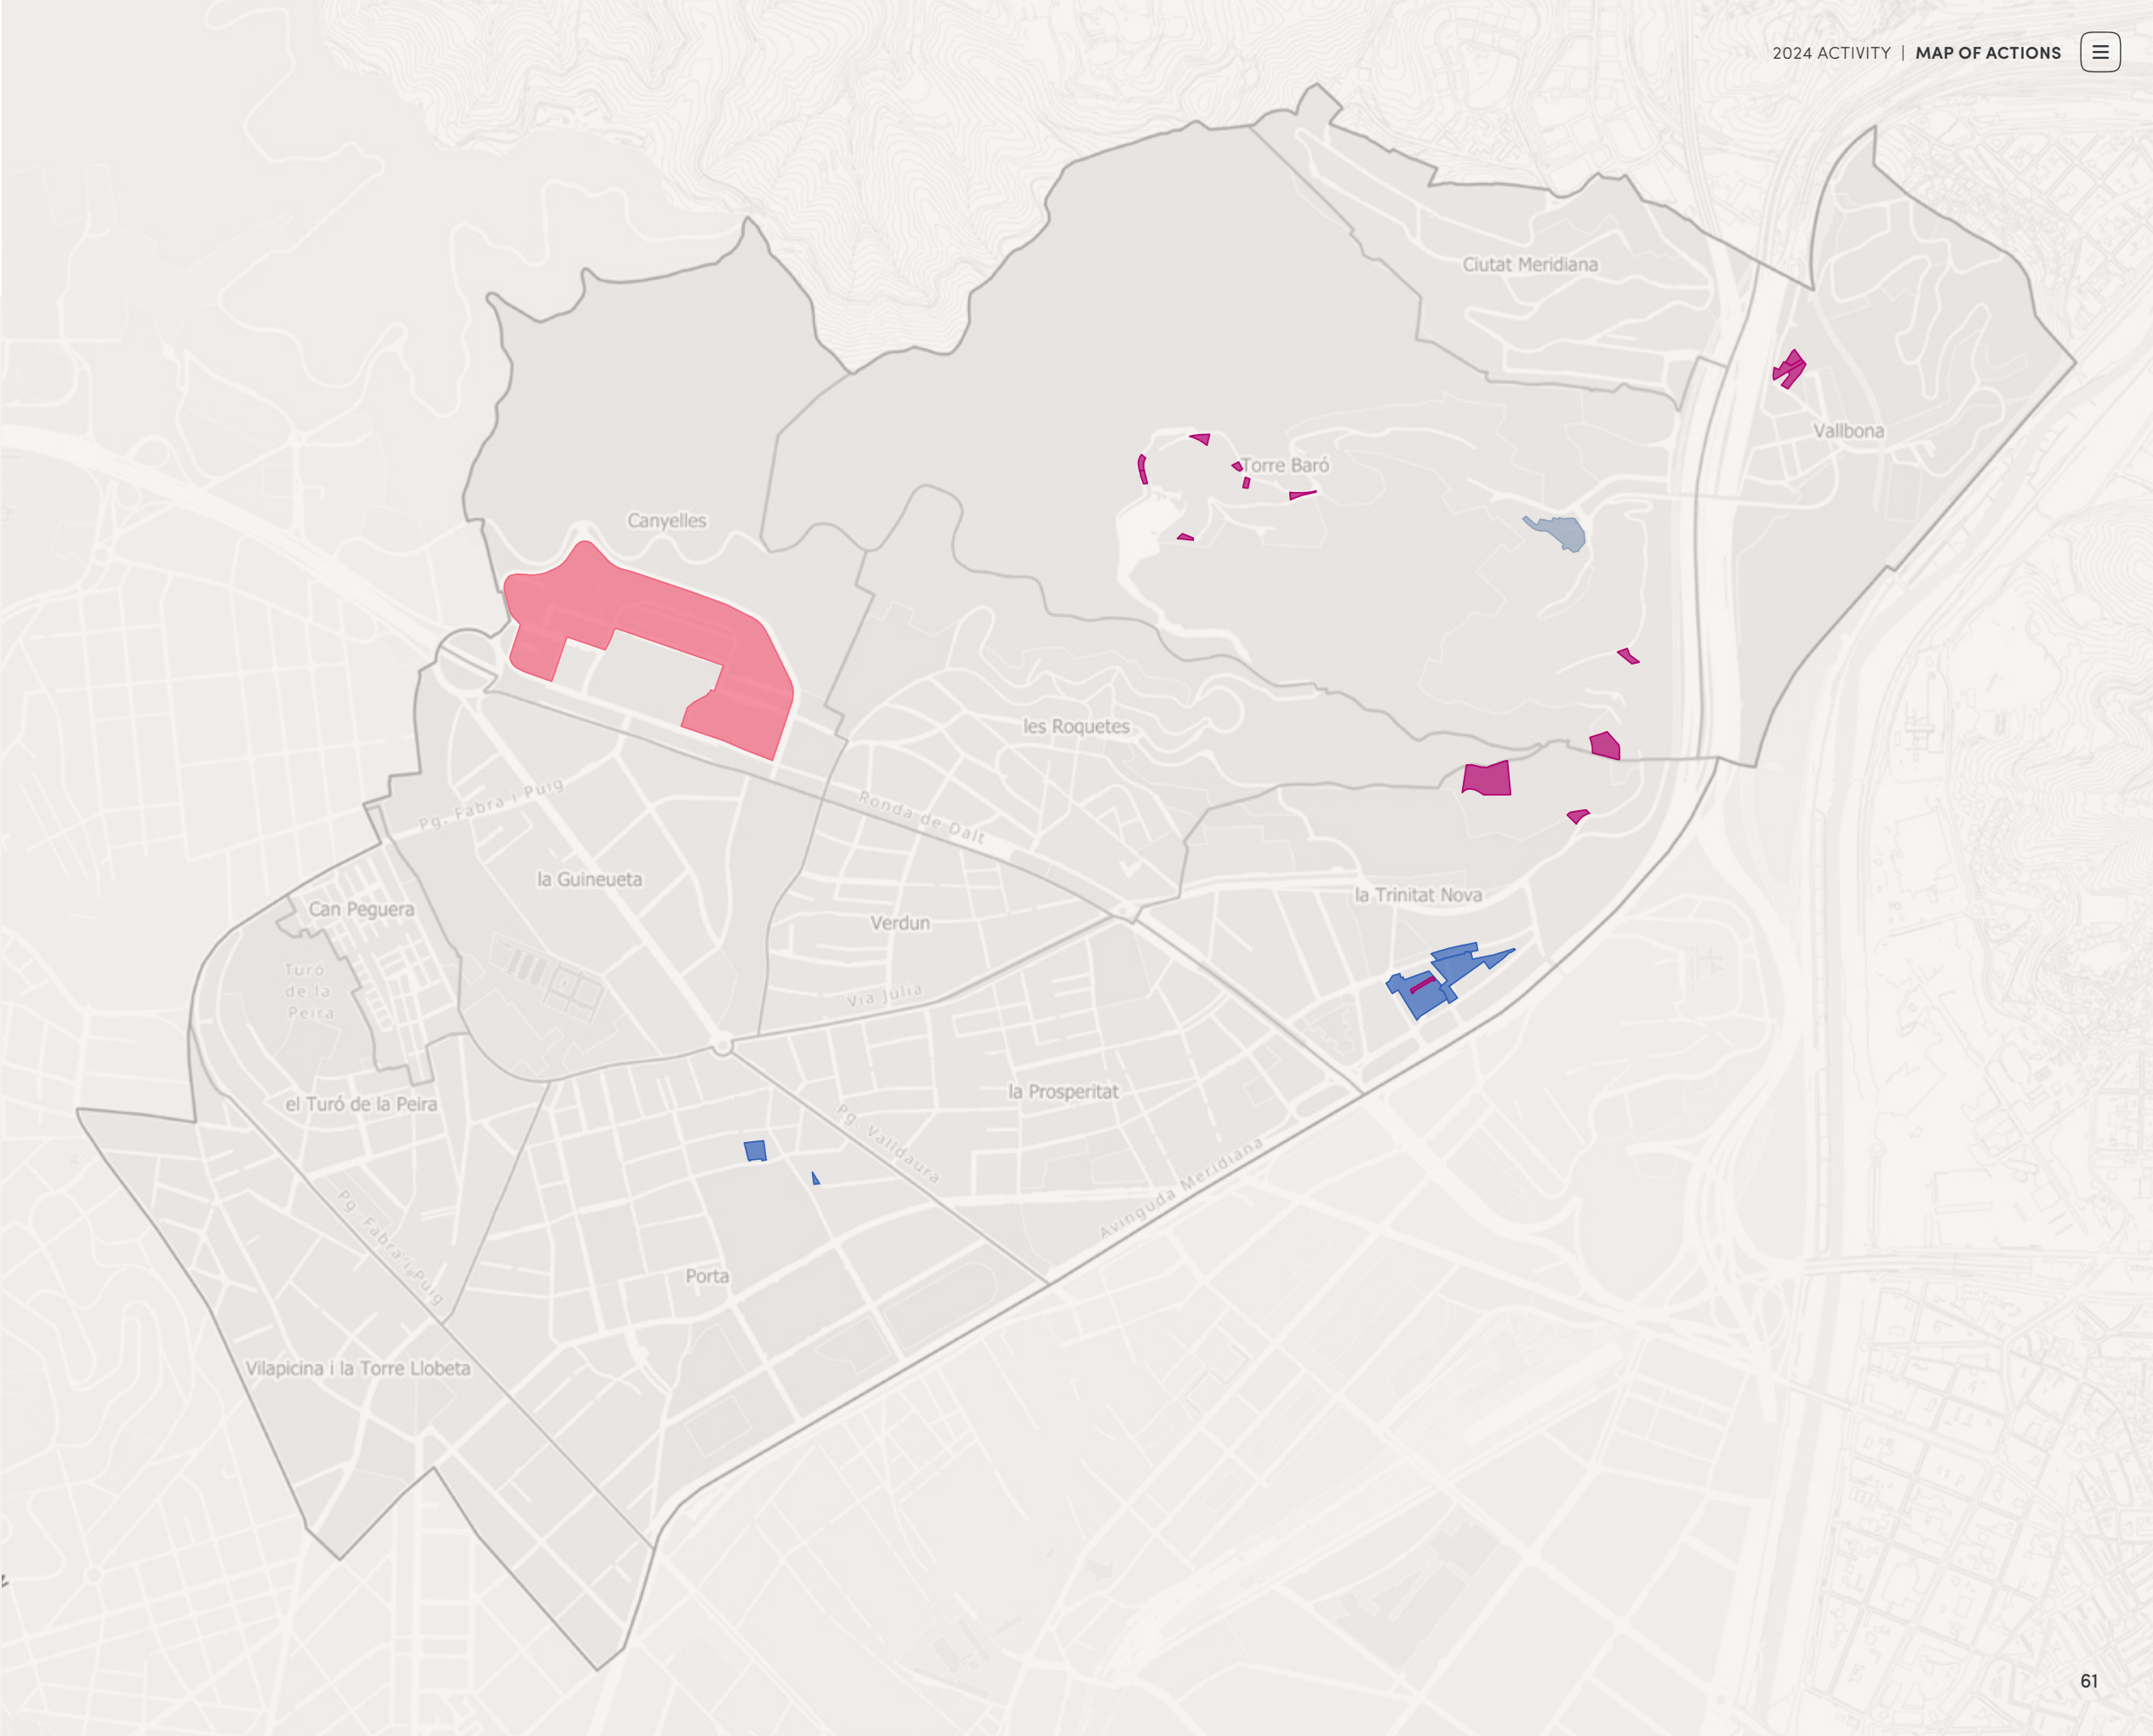 2024 ACTIVITY | MAP OF ACTIONS
Ciutat Meridiana
Vallbona
Torre Baró
Canyelles
les Roquetes
Pg. Fabra i Puig
Ronda de Dalt
la Guineueta
la Trinitat Nova
Can Peguera
Verdun
Turó
de la
Peira
Via Júlia
la Prosperitat
el Turó de la Peira
Pg. Valldaura
Avinguda Meridiana
Pg. Fabra i Puig
Porta
Vilapicina i la Torre Llobeta
61